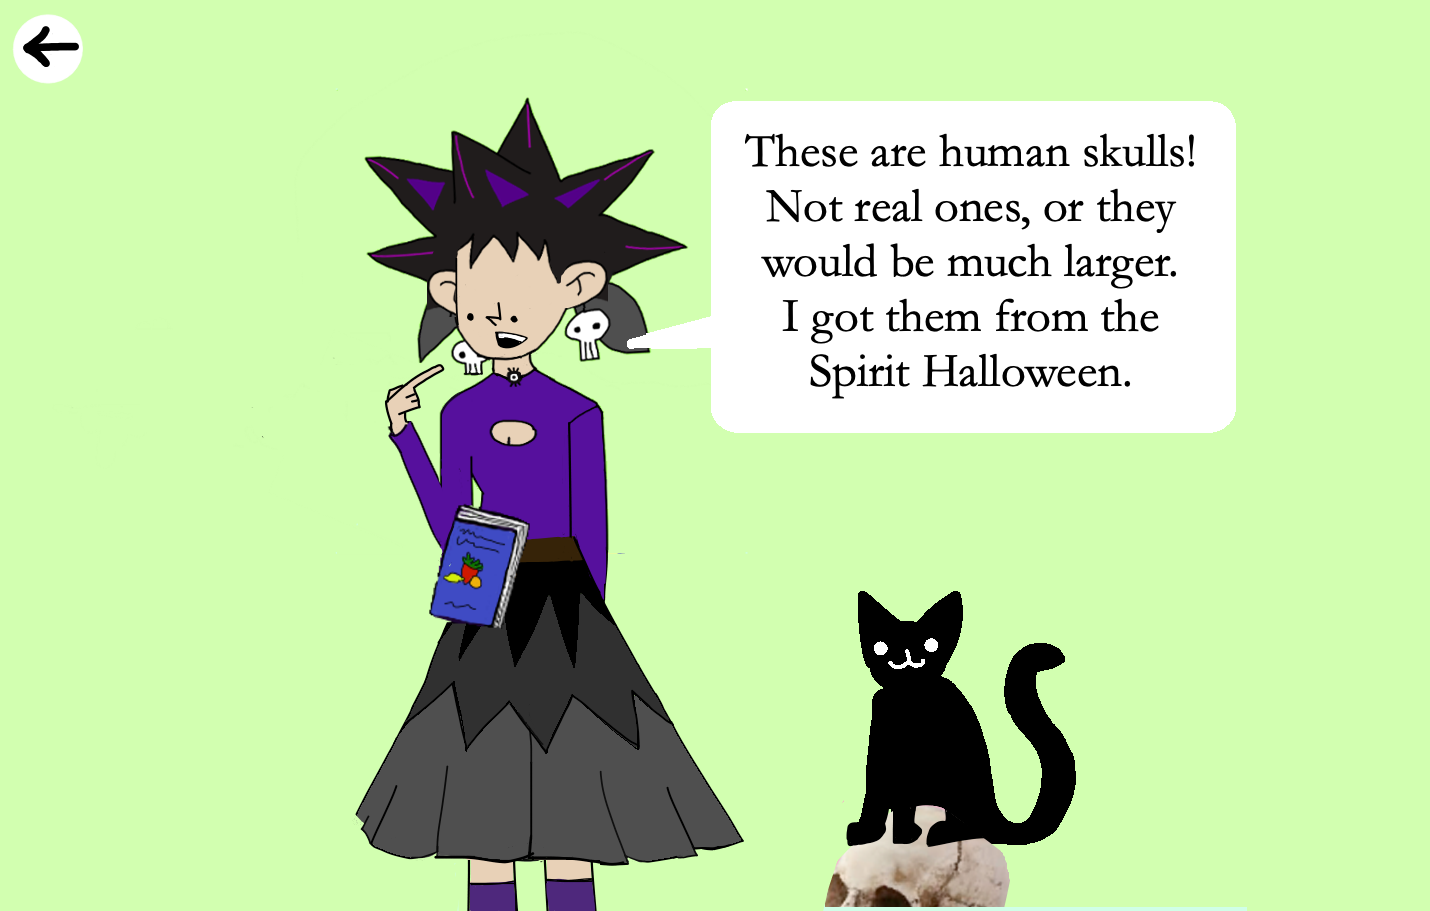 These are human skulls!
Not real ones, or they
would be much larger.
I got them from the
Spirit Halloween.